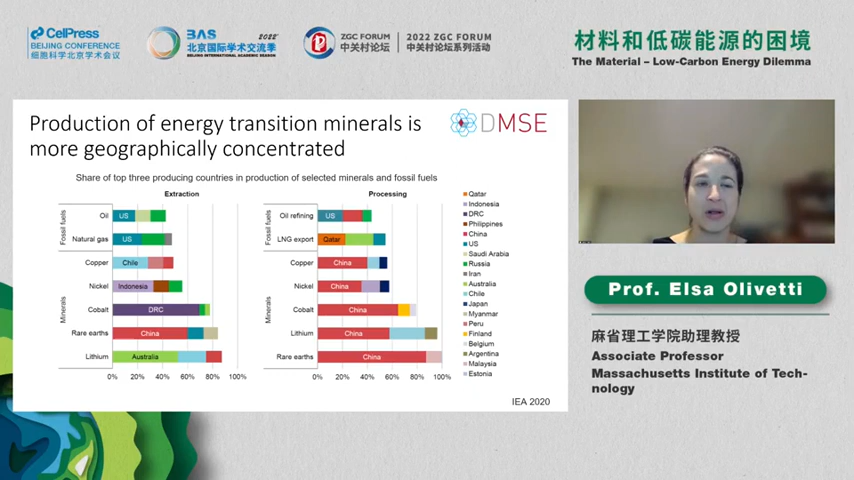 CellPress
BEIJING CONFERENCE
细胞科学北京学术会议
BAS 2022
北京国际学术交流季
BEIJING INTERNATIONAL ACADEMIC SEASON
ZGC FORUM
中关村论坛
2022 ZGC FORUM
中关村论坛系列活动
材料和低碳能源的困境
The Material – Low-Carbon Energy Dilemma
Production of energy transition minerals is
more geographically concentrated
DMSE
Share of top three producing countries in production of selected minerals and fossil fuels
Extraction
Fossil fuels
Oil US
Natural gas US
Minerals
Copper Chile
Nickel Indonesia
Cobalt DRC
Rare earths China
Lithium Australia
0% 20% 40% 60% 80% 100%
Processing
Fossil fuels
Oil refining US
LNG export Qatar
Minerals
Copper China
Nickel China
Cobalt China
Lithium China
Rare earths China
0% 20% 40% 60% 80% 100%
Qatar
Indonesia
DRC
Philippines
China
US
Saudi Arabia
Russia
Iran
Australia
Chile
Japan
Myanmar
Peru
Finland
Belgium
Argentina
Malaysia
Estonia
IEA 2020
Prof. Elsa Olivetti
麻省理工学院助理教授
Associate Professor
Massachusetts Institute of Tech-
nology